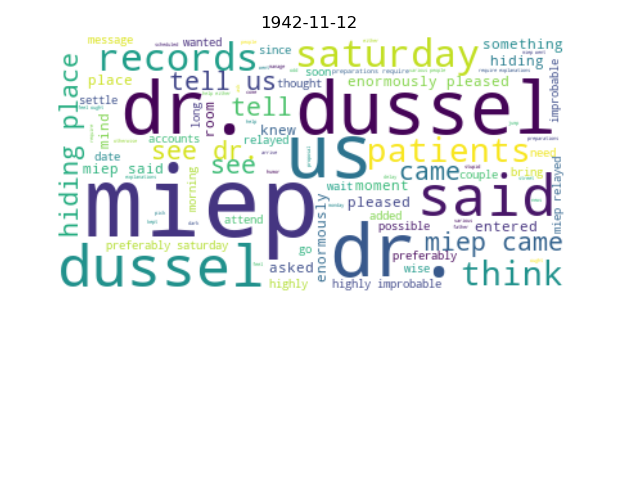 1942-11-12
message
records
wanted
since
saturday
something
hiding
place
tell us
thought
soon
preparations require
enormously pleased
improbable
settle
dr. dussel
long
room
tell
knew
mind
accounts
relayed
us
patients
need
date
see dr.
see
came
couple
bring
miep said
wait
moment
hiding place
miep
morning
pleased
said
miep relayed
attend
added
possible
entered
preferably saturday
go
enormously
dr.
preferably
miep came
dussel
asked
wise
think
highly
highly improbable